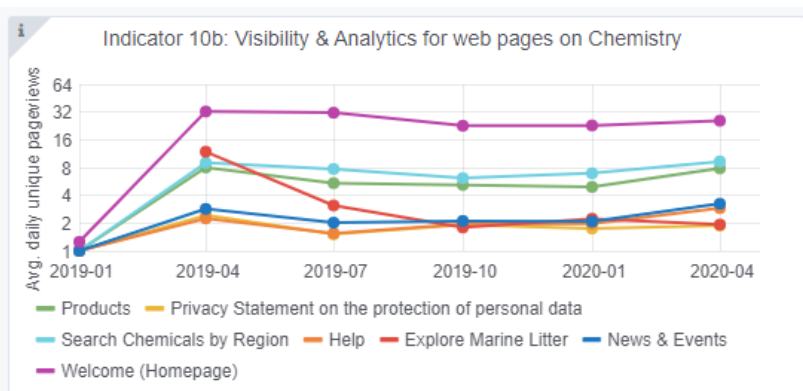 i
Indicator 10b: Visibility & Analytics for web pages on Chemistry
Avg. daily unique pageviews
64
32
16
8
4
2
1
2019-01 2019-04 2019-07 2019-10 2020-01 2020-04
Products Privacy Statement on the protection of personal data
Search Chemicals by Region Help Explore Marine Litter News & Events
Welcome (Homepage)